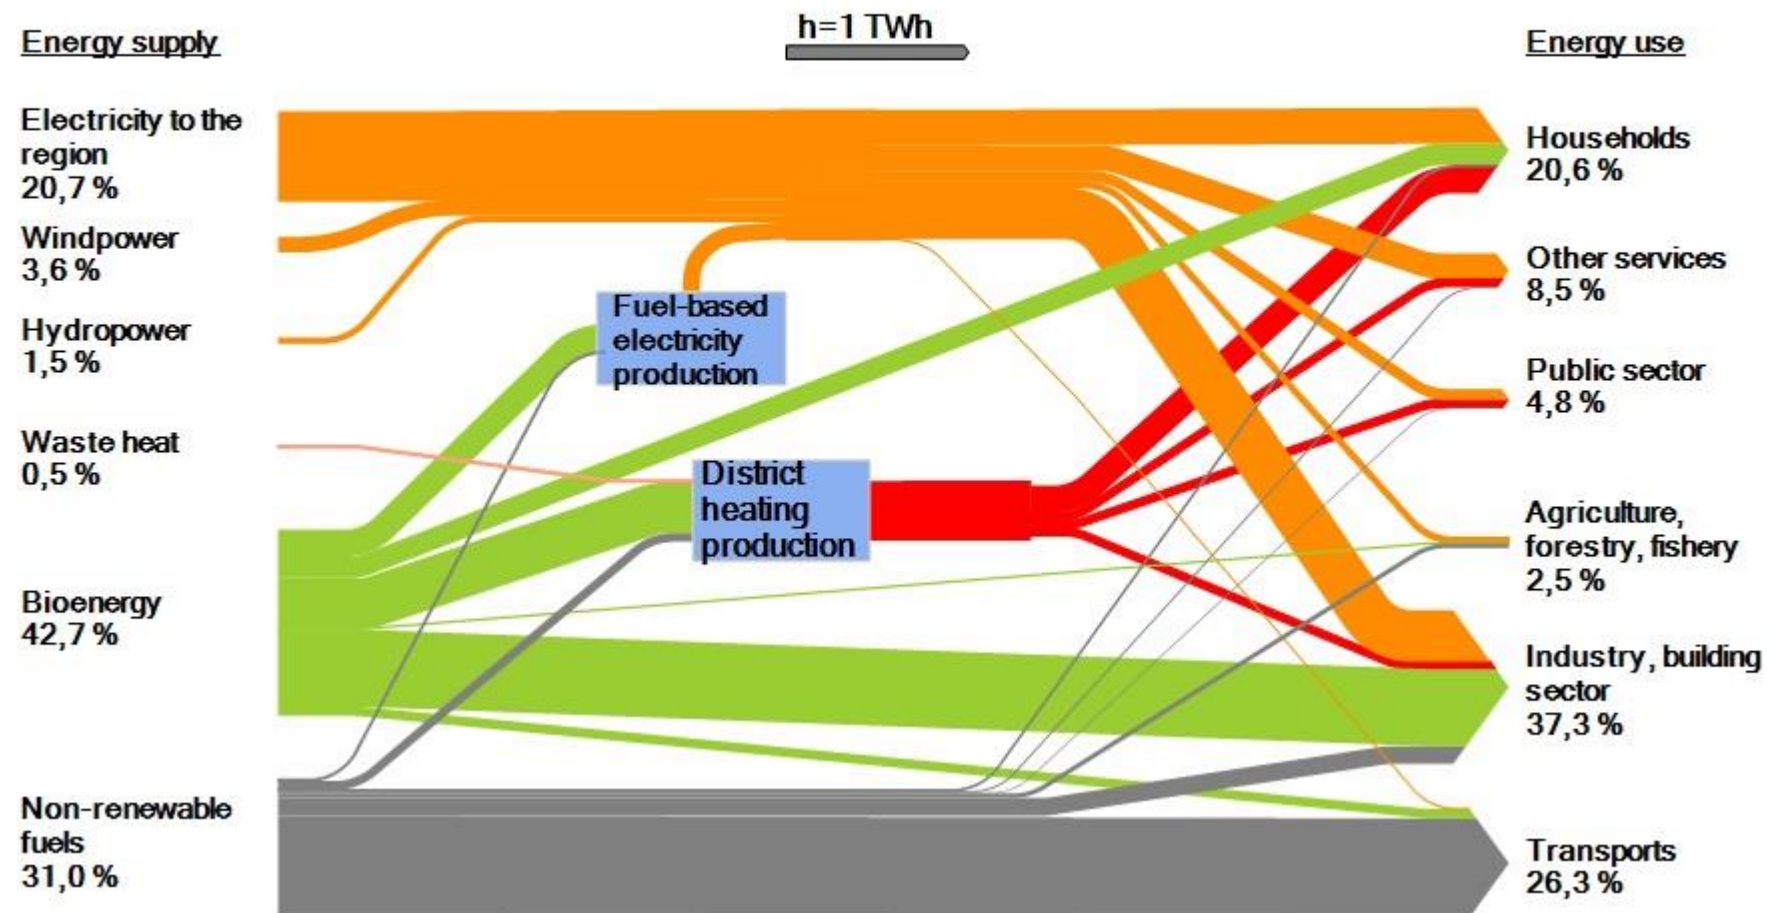 h=1 TWh
Energy supply
Energy use
Electricity to the
region
20,7 %
Windpower
3,6 %
Hydropower
1,5 %
Waste heat
0,5 %
Bioenergy
42,7 %
Non-renewable
fuels
31,0 %
Fuel-based
electricity
production
District
heating
production
Households
20,6 %
Other services
8,5 %
Public sector
4,8 %
Agriculture,
forestry, fishery
2,5 %
Industry, building
sector
37,3 %
Transports
26,3 %